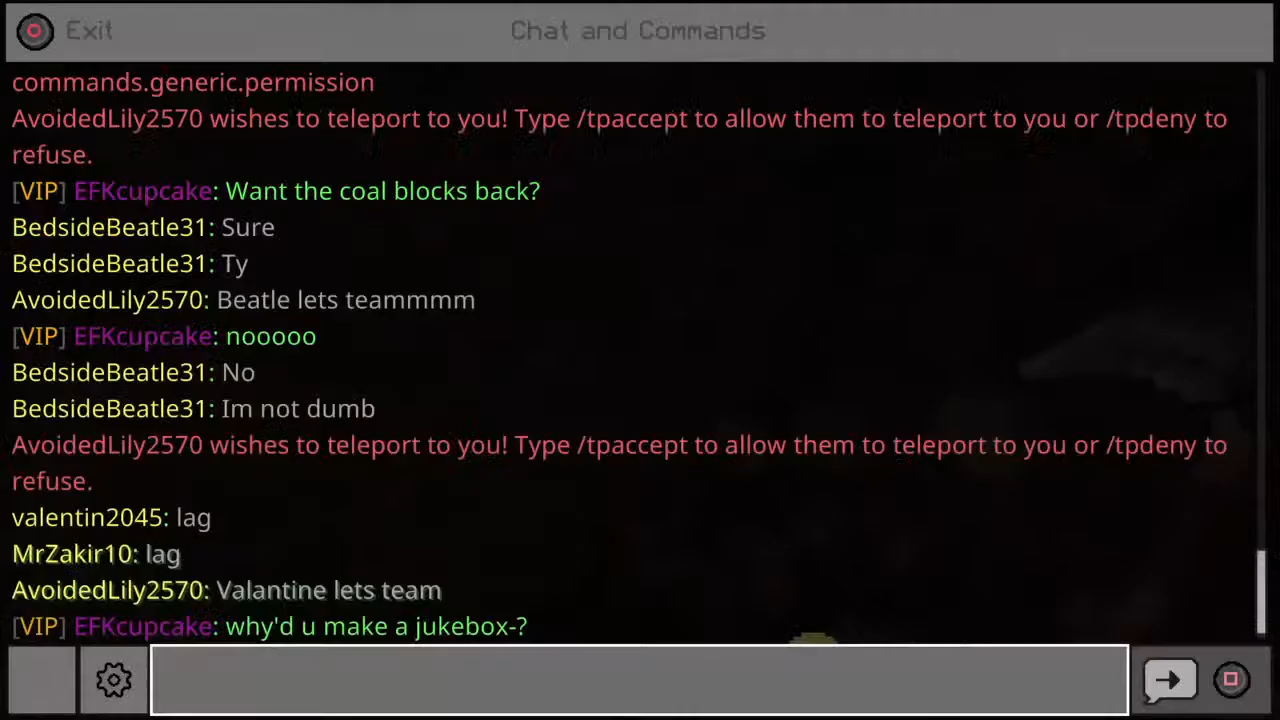 Exit
Chat and Commands
commands.generic.permission
AvoidedLily2570 wishes to teleport to you! Type /tpaccept to allow them to teleport to you or /tpdeny to
refuse.
[VIP] EFKcupcake: Want the coal blocks back?
BedsideBeatle31: Sure
BedsideBeatle31: Ty
AvoidedLily2570: Beatle lets teammmm
[VIP] EFKcupcake: nooooo
BedsideBeatle31: No
BedsideBeatle31: Im not dumb
AvoidedLily2570 wishes to teleport to you! Type /tpaccept to allow them to teleport to you or /tpdeny to
refuse.
valentin2045: lag
MrZakir10: lag
AvoidedLily2570: Valantine lets team
[VIP] EFKcupcake: why'd u make a jukebox-?